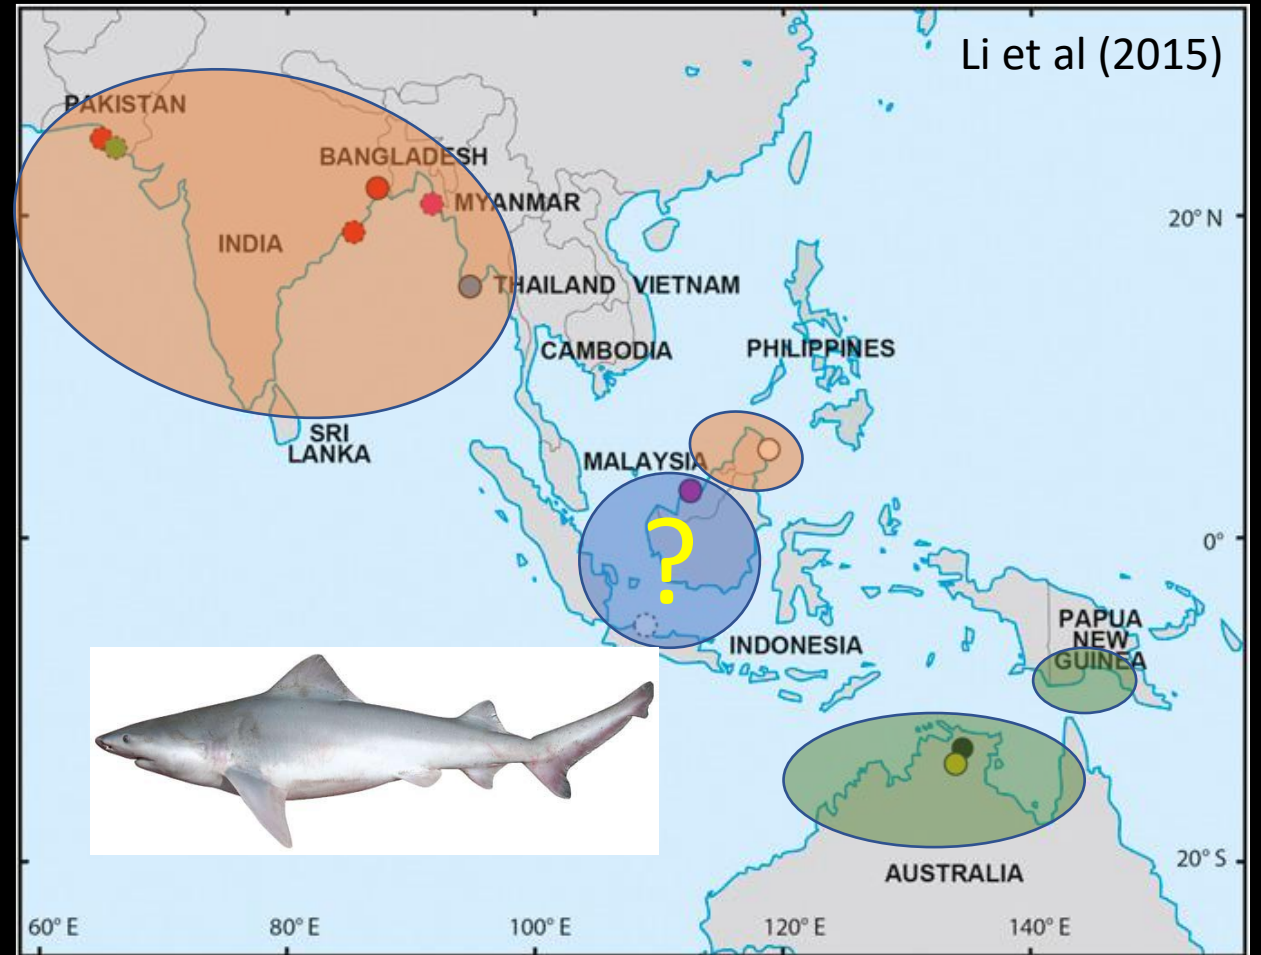 Li et al (2015)
PAKISTAN
BANGLADESH
MYANMAR
INDIA
20° N
THAILAND
VIETNAM
CAMBODIA
PHILIPPINES
SRI
LANKA
MALAYSIA
?
0°
INDONESIA
PAPUA
NEW
GUINEA
20° S
AUSTRALIA
60° E
80° E
100° E
120° E
140° E